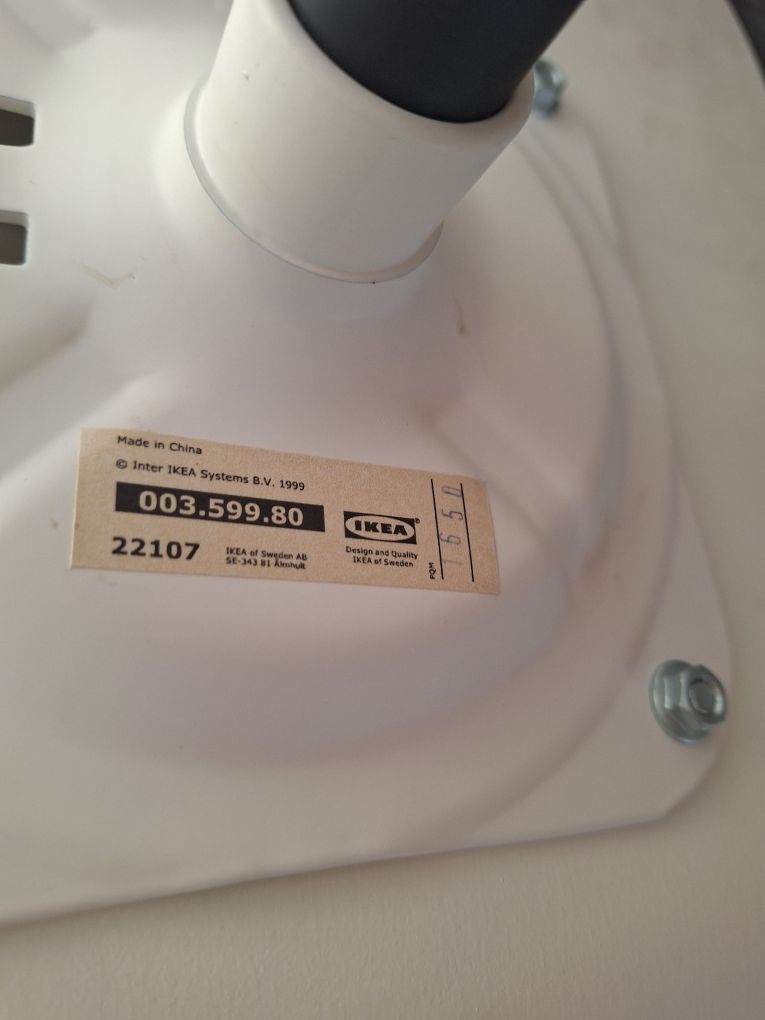 Made in China
© Inter IKEA Systems B.V. 1999
003.599.80
22107
IKEA of Sweden AB
SE-343 81 Älmhult
IKEA®
Design and Quality
IKEA of Sweden
PQM
1650